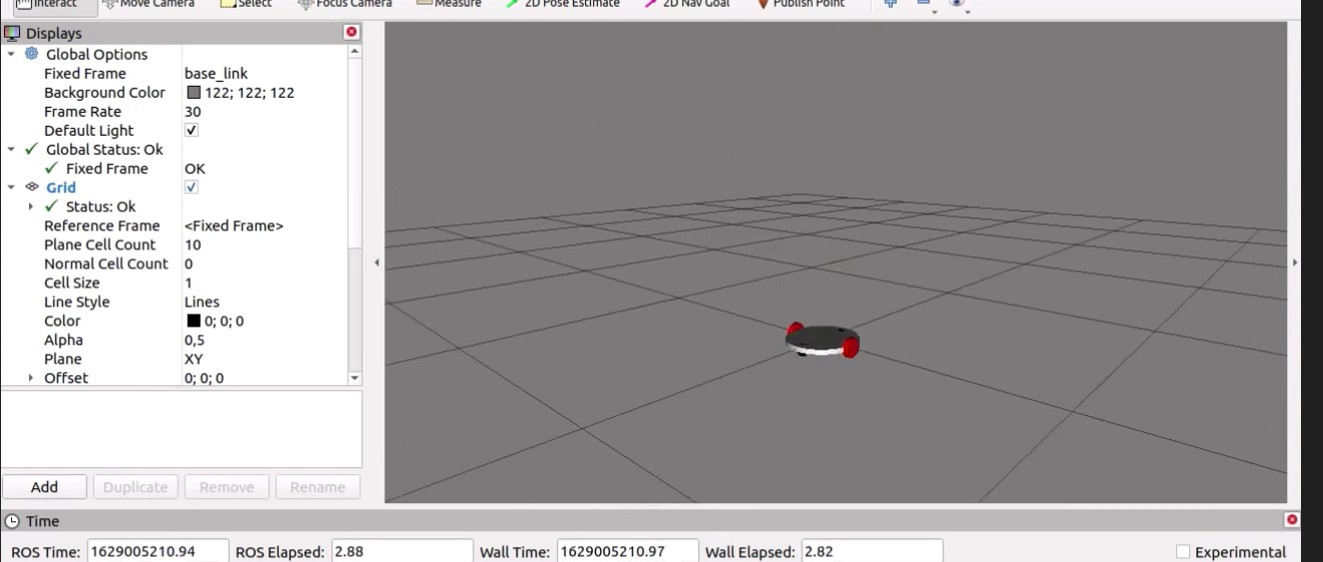 Interact Move Camera Select Focus Camera Measure 2D Pose Estimate 2D Nav Goal Publish Point
Displays
Global Options
Fixed Frame base_link
Background Color 122; 122; 122
Frame Rate 30
Default Light
Global Status: Ok
Fixed Frame OK
Grid
Status: Ok
Reference Frame <Fixed Frame>
Plane Cell Count 10
Normal Cell Count 0
Cell Size 1
Line Style Lines
Color 0; 0; 0
Alpha 0,5
Plane XY
Offset 0; 0; 0
Add Duplicate Remove Rename
Time
ROS Time: 1629005210.94 ROS Elapsed: 2.88 Wall Time: 1629005210.97 Wall Elapsed: 2.82 Experimental